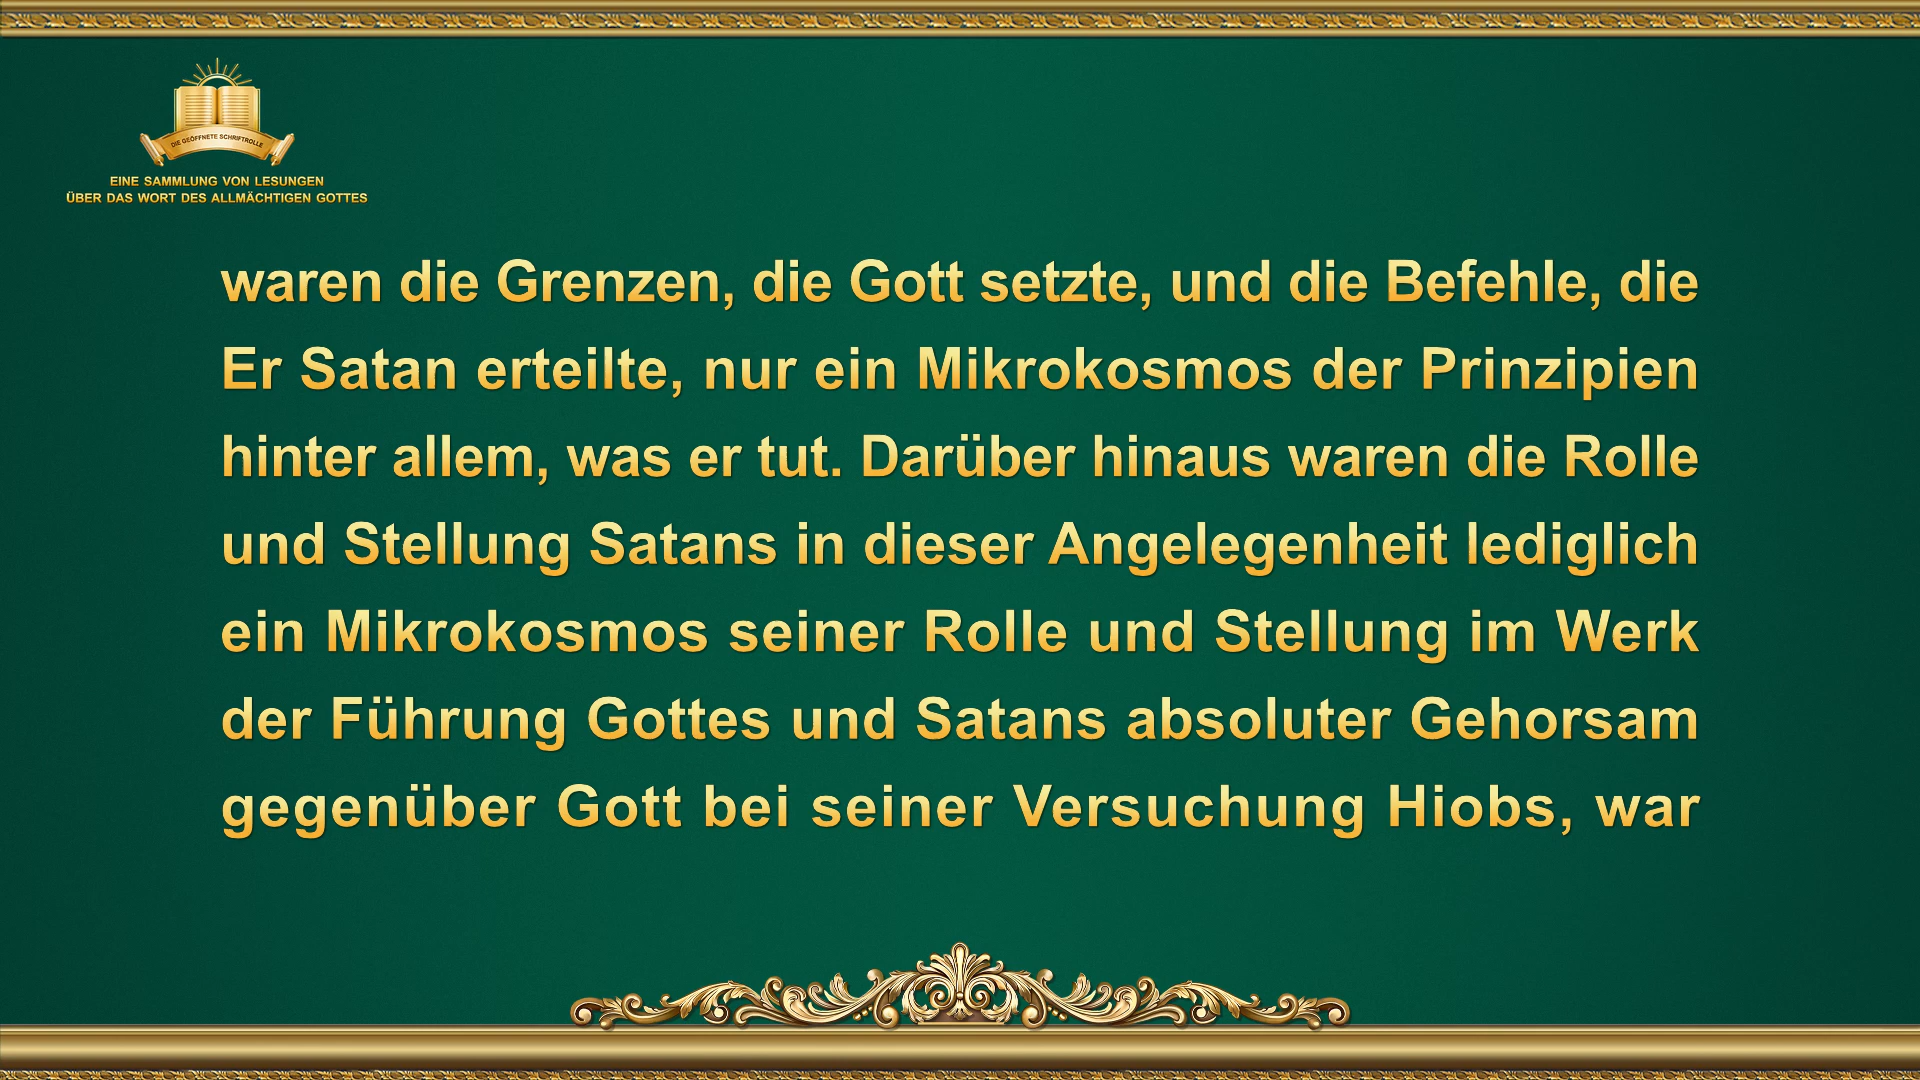 DIE GEÖFFNETE SCHRIFTROLLE
EINE SAMMLUNG VON LESUNGEN
ÜBER DAS WORT DES ALLMÄCHTIGEN GOTTES
waren die Grenzen, die Gott setzte, und die Befehle, die
Er Satan erteilte, nur ein Mikrokosmos der Prinzipien
hinter allem, was er tut. Darüber hinaus waren die Rolle
und Stellung Satans in dieser Angelegenheit lediglich
ein Mikrokosmos seiner Rolle und Stellung im Werk
der Führung Gottes und Satans absoluter Gehorsam
gegenüber Gott bei seiner Versuchung Hiobs, war